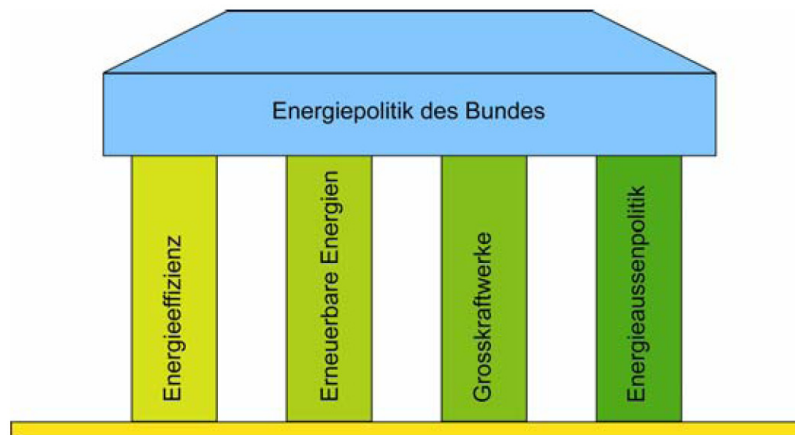 Energiepolitik des Bundes
Energieeffizienz
Erneuerbare Energien
Grosskraftwerke
Energieaussenpolitik